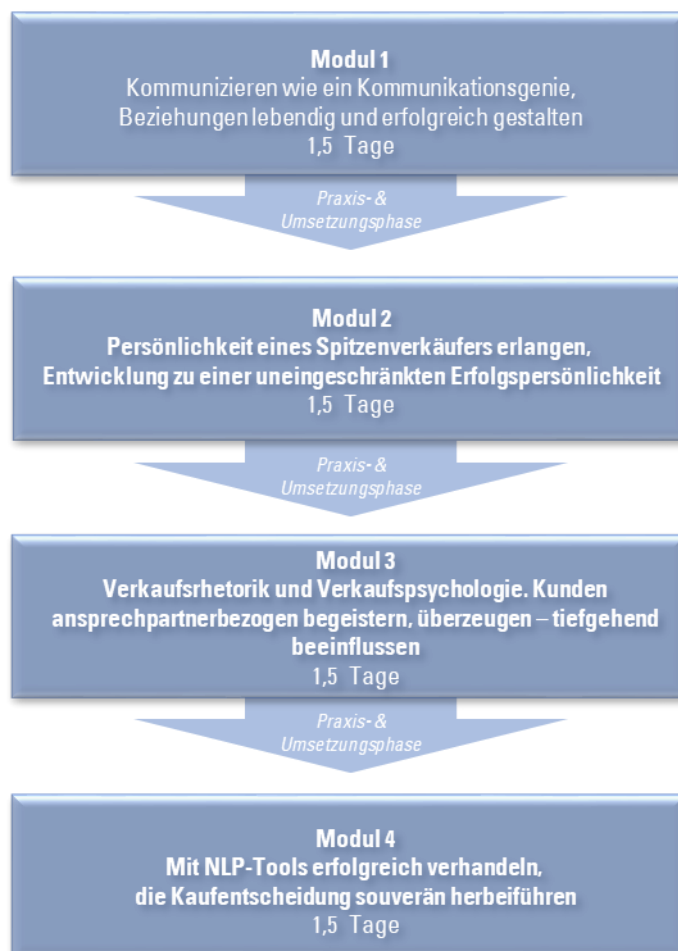 Modul 1
Kommunizieren wie ein Kommunikationsgenie,
Beziehungen lebendig und erfolgreich gestalten
1,5 Tage
Praxis- &
Umsetzungsphase
Modul 2
Persönlichkeit eines Spitzenverkäufers erlangen,
Entwicklung zu einer uneingeschränkten Erfolgspersönlichkeit
1,5 Tage
Praxis- &
Umsetzungsphase
Modul 3
Verkaufsrhetorik und Verkaufspsychologie. Kunden
ansprechpartnerbezogen begeistern, überzeugen – tiefgehend
beeinflussen
1,5 Tage
Praxis- &
Umsetzungsphase
Modul 4
Mit NLP-Tools erfolgreich verhandeln,
die Kaufentscheidung souverän herbeiführen
1,5 Tage